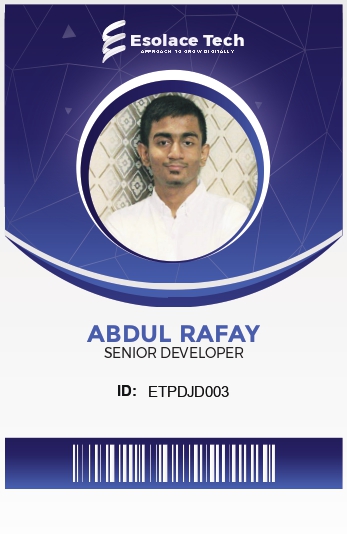 Esolace Tech
APPROACH TO GROW DIGITALLY
ABDUL RAFAY
SENIOR DEVELOPER
ID: ETPDJD003